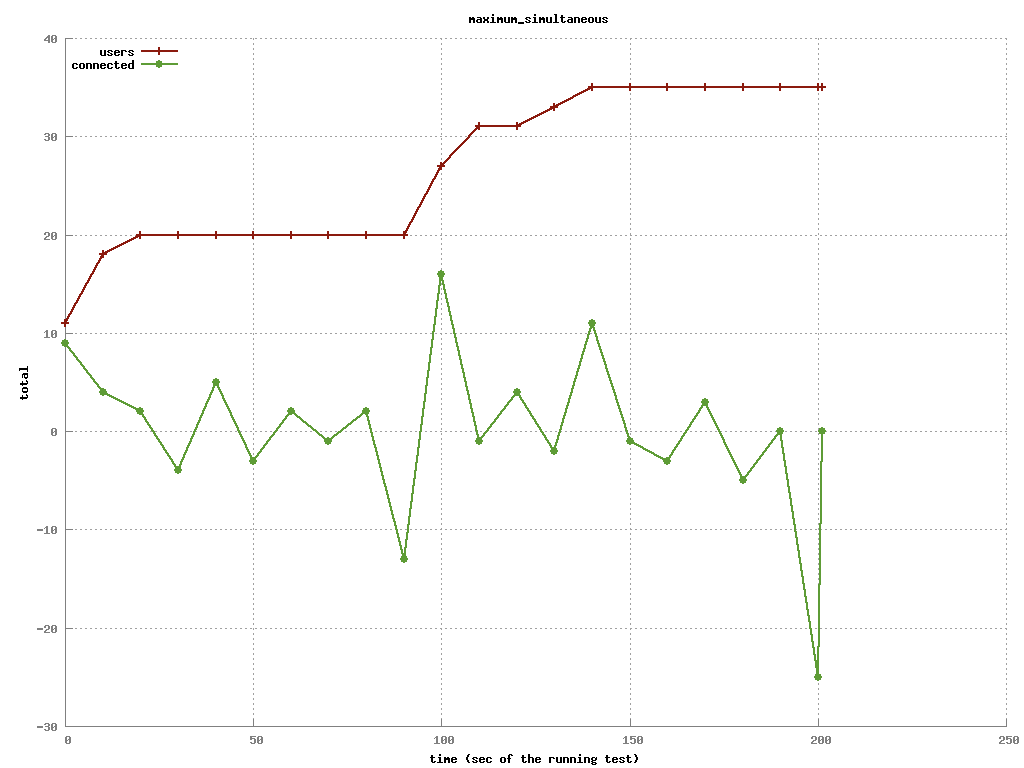 maximum_simultaneous
40
users
connected
30
20
10
total
0
-10
-20
-30
0 50 100 150 200 250
time (sec of the running test)